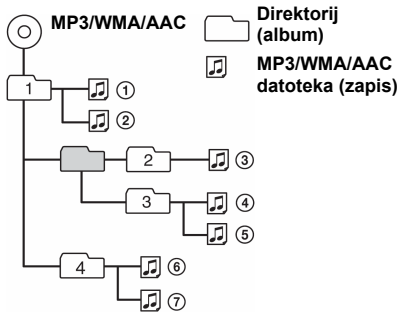 MP3/WMA/AAC
Direktorij
(album)
MP3/WMA/AAC
datoteka (zapis)
1
①
②
2
③
3
④
⑤
4
⑥
⑦